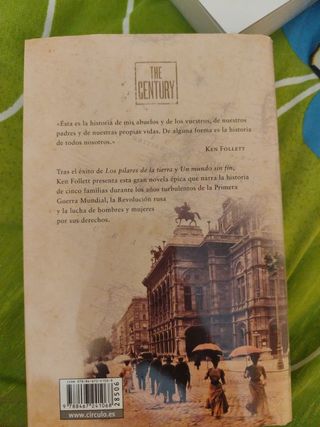 THE
CENTURY
«Ésta es la historia de mis abuelos y de los vuestros, de nuestros
padres y de nuestras propias vidas. De alguna forma es la historia
de todos nosotros.»
KEN FOLLETT
Tras el éxito de Los pilares de la tierra y Un mundo sin fin,
Ken Follett presenta esta gran novela épica que narra la historia
de cinco familias durante los años turbulentos de la Primera
Guerra Mundial, la Revolución rusa
y la lucha de hombres y mujeres
por sus derechos.
9788467241068
28506
www.circulo.es